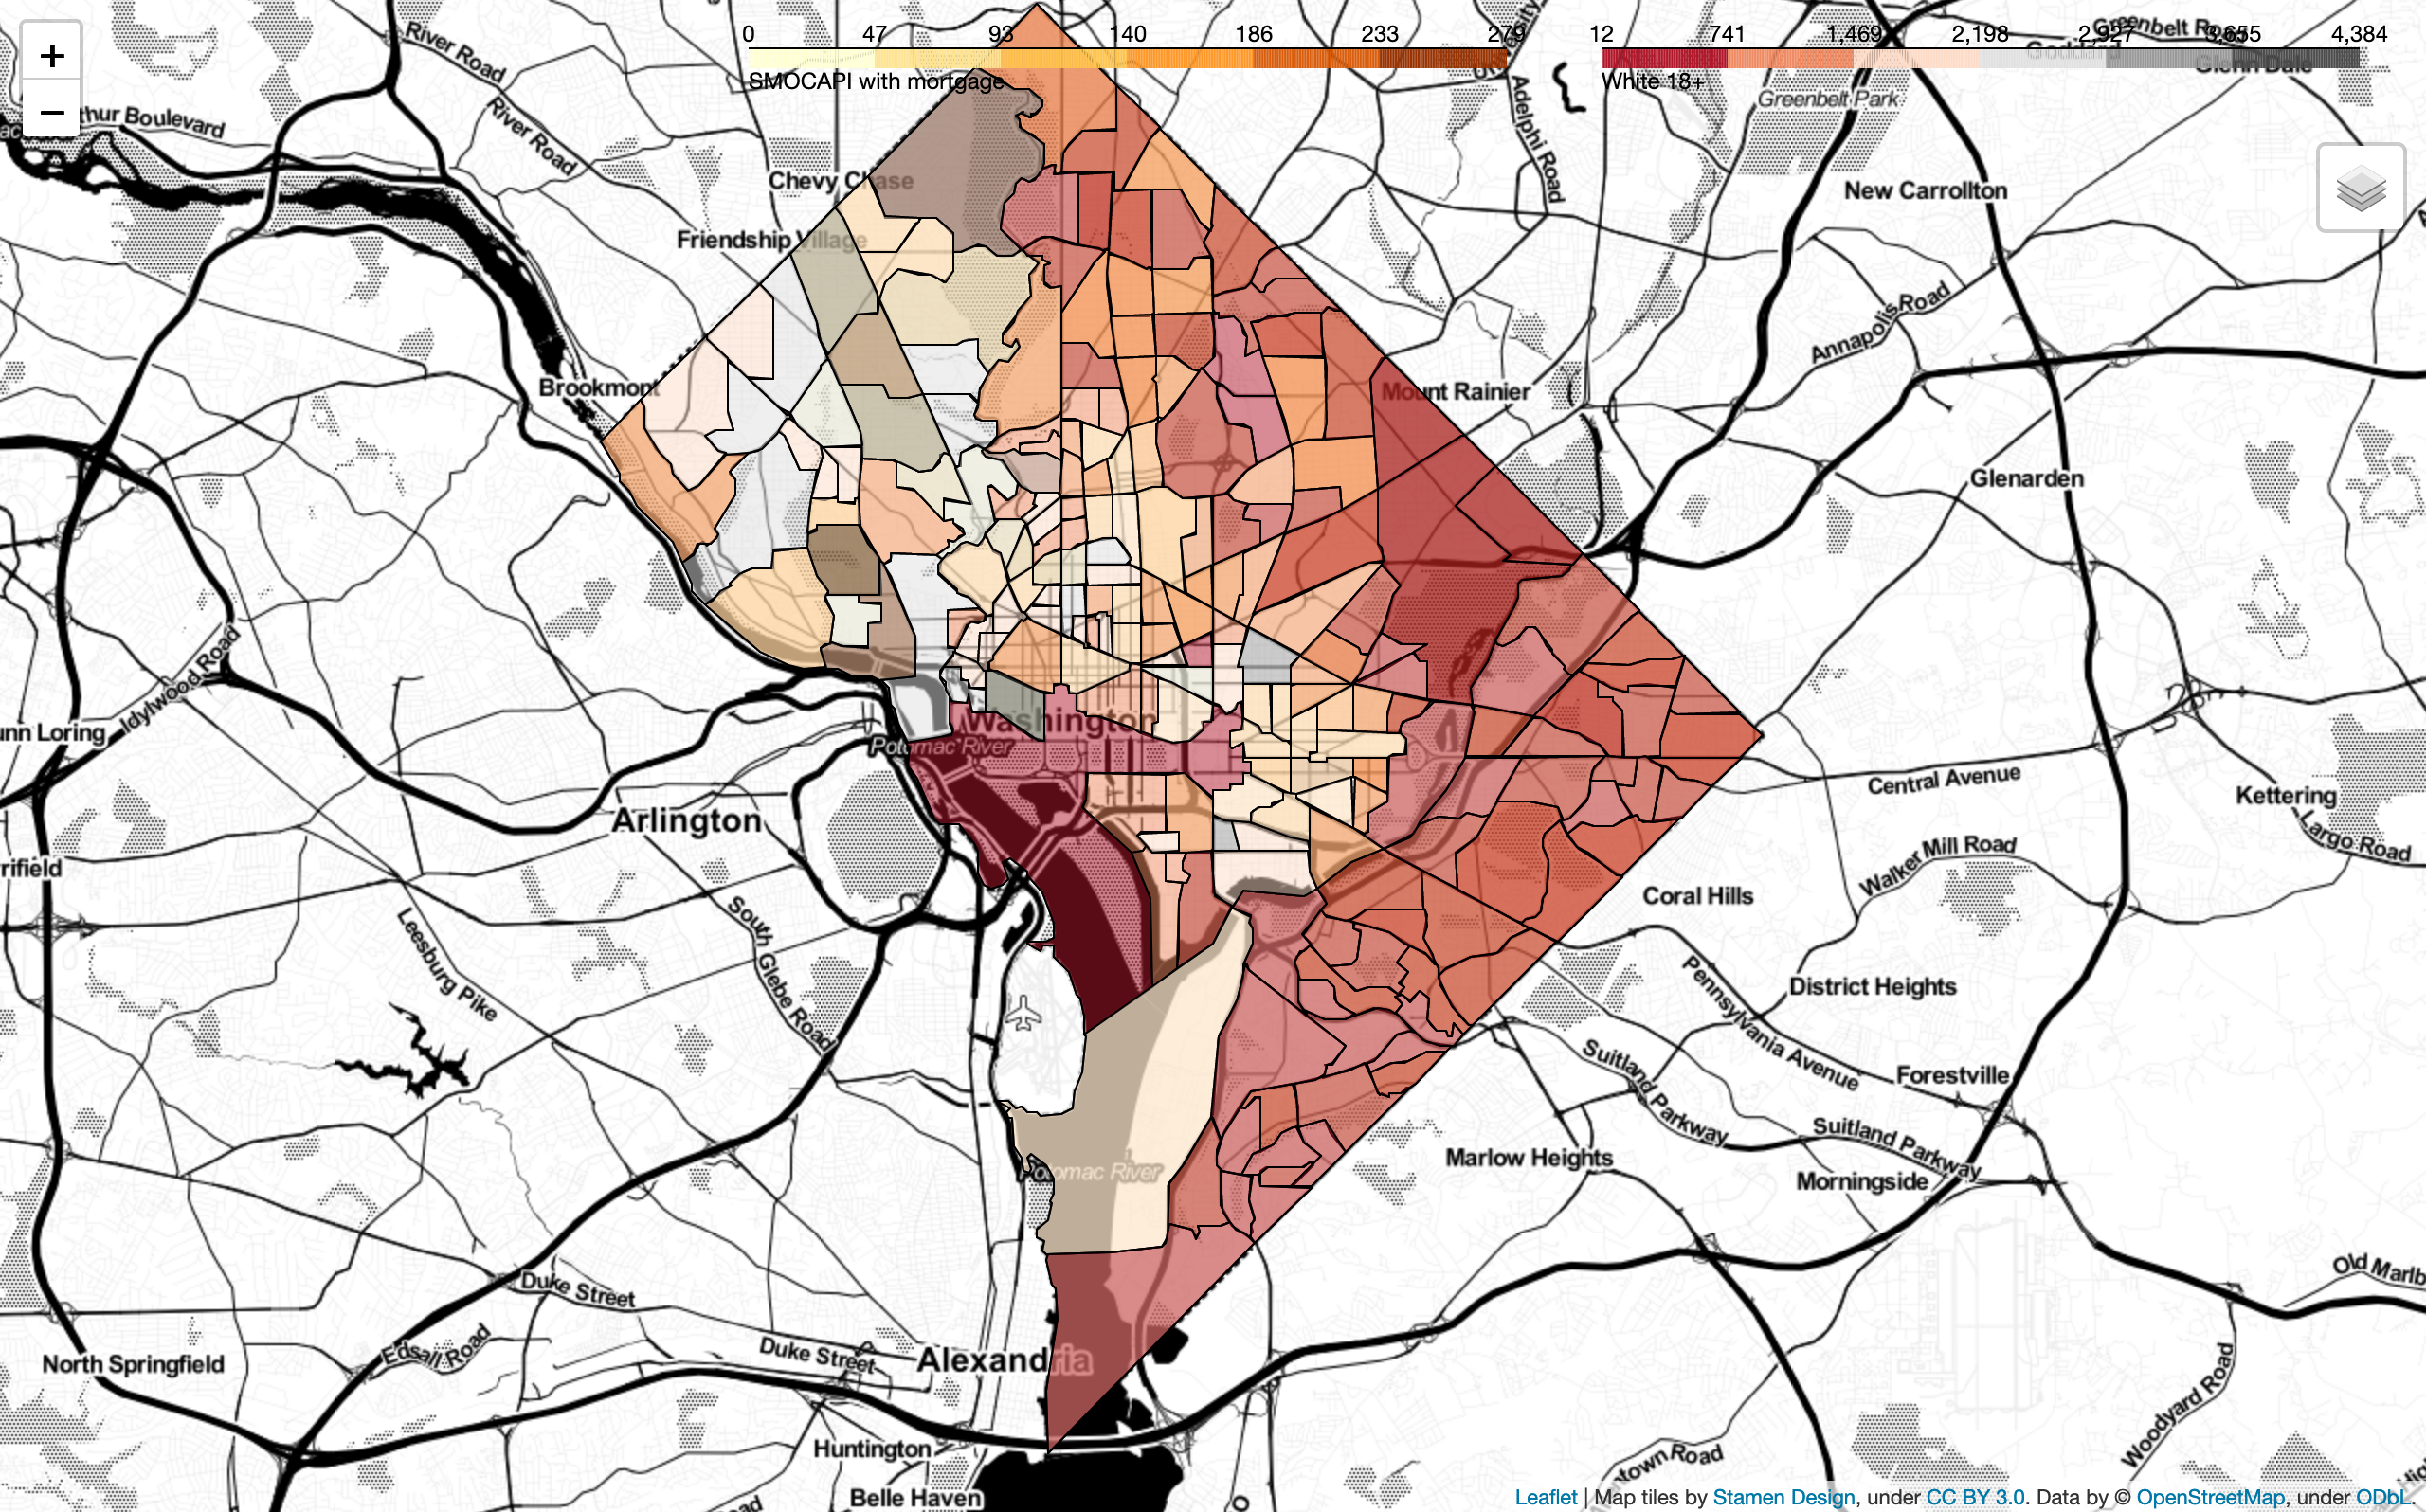 +
−
0 47 93 140 186 233 279
SMOCAPI with mortgage
12 741 1,469 2,198 2,927 3,655 4,384
White 18+
River Road
River Road
thur Boulevard
Adelphi Road
Goddard
Glenn Dale
Greenbelt Park
Chevy Chase
New Carrollton
Friendship Village
Annapolis Road
Brookmont
Mount Rainier
Glenarden
Idylwood Road
unn Loring
Washington
Potomac River
Central Avenue
Kettering
Arlington
Largo Road
rrifield
Walker Mill Road
Coral Hills
Leesburg Pike
South Glebe Road
Pennsylvania Avenue
District Heights
Suitland Parkway
Forestville
Suitland Parkway
Marlow Heights
Potomac River
Morningside
Duke Street
Old Marlb
Edsall Road
Duke Street
North Springfield
Alexandria
Woodyard Road
Huntington
town Road
Belle Haven
Leaflet | Map tiles by Stamen Design, under CC BY 3.0. Data by © OpenStreetMap, under ODbL.